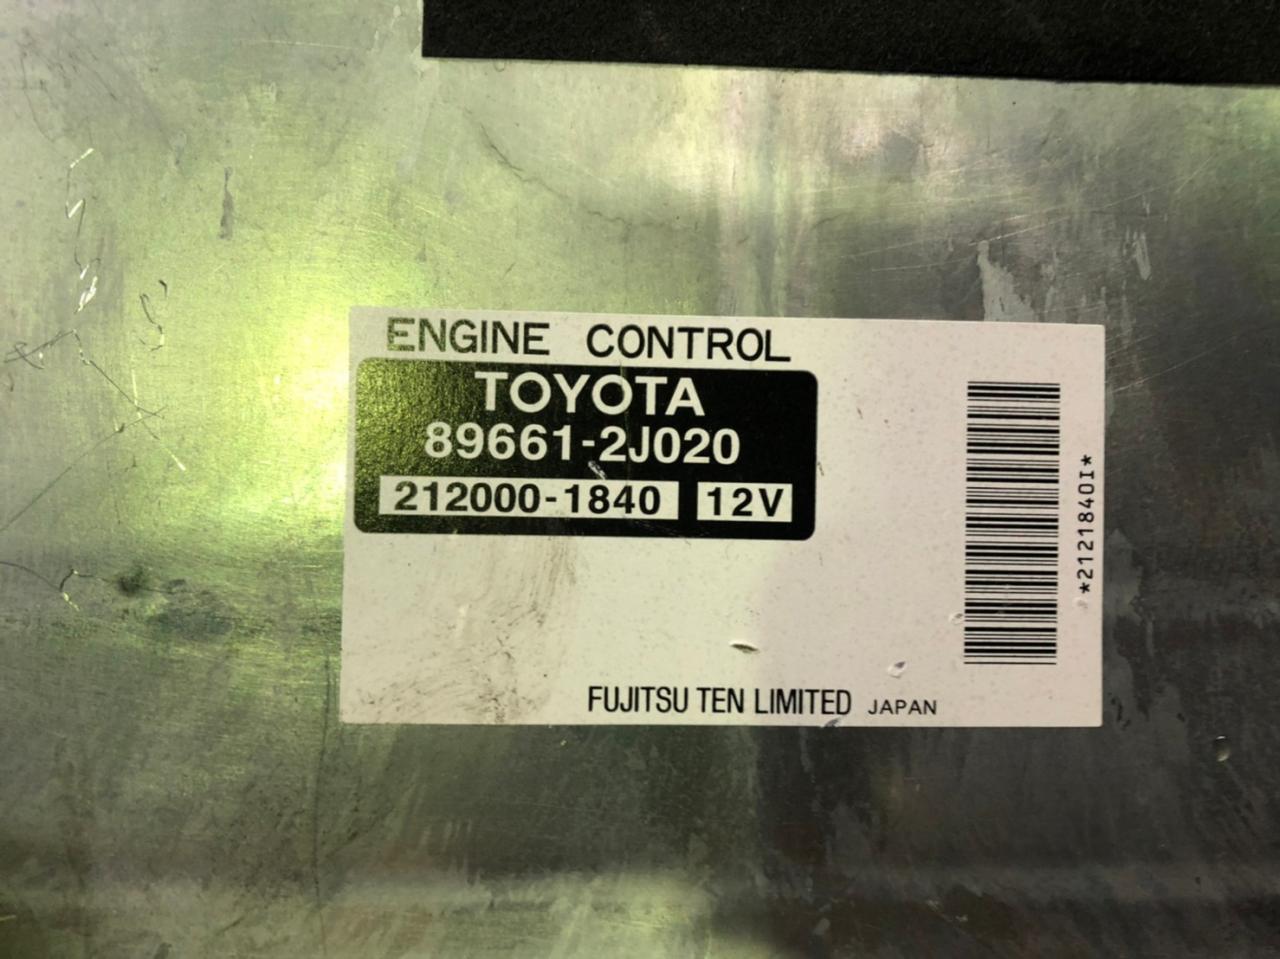 ENGINE CONTROL
TOYOTA
89661-2J020
212000-1840 12V
*2121840I*
FUJITSU TEN LIMITED JAPAN